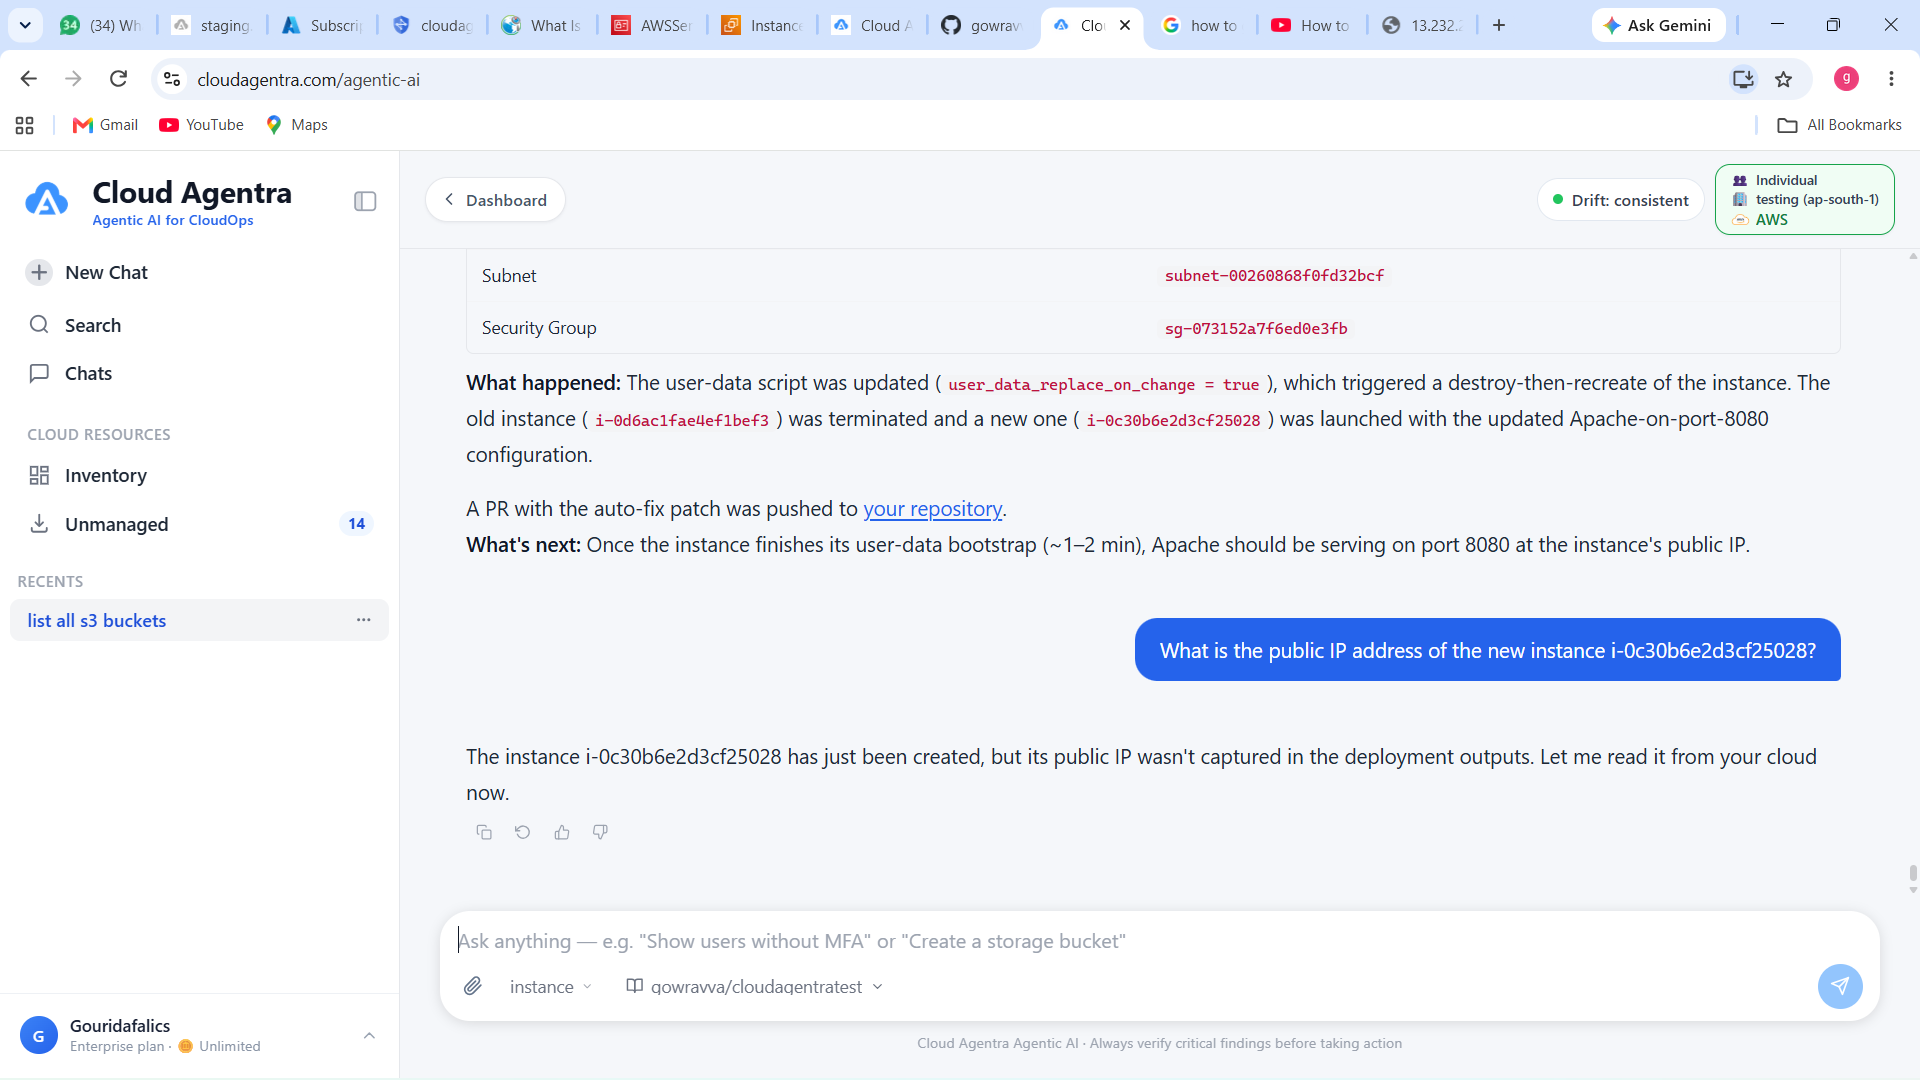 34
(34) Wh
staging.
Subscri
cloudag
What Is
AWSSer
Instance
Cloud A
gowravv
Clo
how to
How to
13.232.2
Ask Gemini
cloudagentra.com/agentic-ai
g
Gmail
YouTube
Maps
All Bookmarks
Cloud Agentra
Agentic AI for CloudOps
New Chat
Search
Chats
CLOUD RESOURCES
Inventory
Unmanaged 14
RECENTS
list all s3 buckets
G
Gouridafalics
Enterprise plan · Unlimited
Dashboard
Drift: consistent
Individual
testing (ap-south-1)
AWS
Subnet subnet-00260868f0fd32bcf
Security Group sg-073152a7f6ed0e3fb
What happened: The user-data script was updated ( user_data_replace_on_change = true ), which triggered a destroy-then-recreate of the instance. The
old instance ( i-0d6ac1fae4ef1bef3 ) was terminated and a new one ( i-0c30b6e2d3cf25028 ) was launched with the updated Apache-on-port-8080
configuration.
A PR with the auto-fix patch was pushed to your repository.
What's next: Once the instance finishes its user-data bootstrap (~1–2 min), Apache should be serving on port 8080 at the instance's public IP.
What is the public IP address of the new instance i-0c30b6e2d3cf25028?
The instance i-0c30b6e2d3cf25028 has just been created, but its public IP wasn't captured in the deployment outputs. Let me read it from your cloud
now.
Ask anything — e.g. "Show users without MFA" or "Create a storage bucket"
instance
gowravva/cloudagentratest
Cloud Agentra Agentic AI · Always verify critical findings before taking action